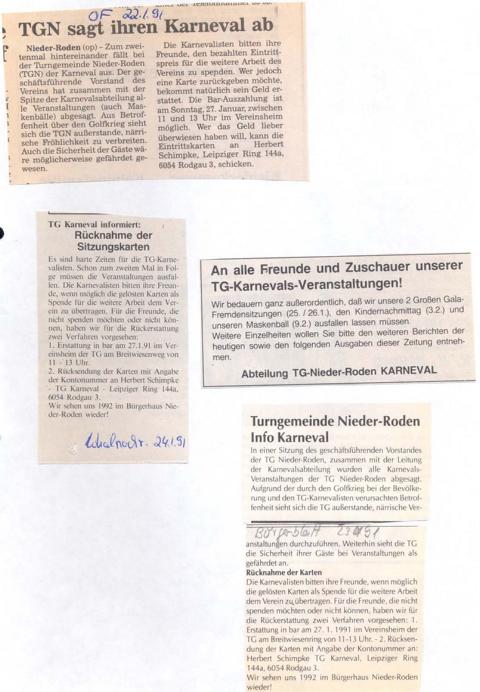 OF 22.1.91
TGN sagt ihren Karneval ab
Nieder-Roden (op) – Zum zwei-
tenmal hintereinander fällt bei
der Turngemeinde Nieder-Roden
(TGN) der Karneval aus. Der ge-
schäftsführende Vorstand des
Vereins hat zusammen mit der
Spitze der Karnevalsabteilung al-
le Veranstaltungen (auch Mas-
kenbälle) abgesagt. Aus Betrof-
fenheit über den Golfkrieg sieht
sich die TGN außerstande, närri-
sche Fröhlichkeit zu verbreiten.
Auch die Sicherheit der Gäste wä-
re möglicherweise gefährdet ge-
wesen.
Die Karnevalisten bitten ihre
Freunde, den bezahlten Eintritt-
spreis für die weitere Arbeit des
Vereins zu spenden. Wer jedoch
eine Karte zurückgeben möchte,
bekommt natürlich sein Geld er-
stattet. Die Bar-Auszahlung ist
am Sonntag, 27. Januar, zwischen
11 und 13 Uhr im Vereinsheim
möglich. Wer das Geld lieber
überwiesen haben will, kann die
Eintrittskarten an Herbert
Schimpke, Leipziger Ring 144a,
6054 Rodgau 3, schicken.
TG Karneval informiert:
Rücknahme der
Sitzungskarten
Es sind harte Zeiten für die TG-Karne-
valisten. Schon zum zweiten Mal in Fol-
ge müssen die Veranstaltungen ausfal-
len. Die Karnevalisten bitten ihre Freun-
de, wenn möglich die gelösten Karten als
Spende für die weitere Arbeit dem Ver-
ein zu übertragen. Für die Freunde, die
nicht spenden möchten oder nicht kön-
nen, haben wir für die Rückerstattung
zwei Verfahren vorgesehen:
1. Erstattung in bar am 27.1.91 im Ver-
einsheim der TG am Breitwiesenweg von
11 - 13 Uhr.
2. Rücksendung der Karten mit Angabe
der Kontonummer an Herbert Schimpke
- TG Karneval - Leipziger Ring 144a,
6054 Rodgau 3.
Wir sehen uns 1992 im Bürgerhaus Nie-
der-Roden wieder!
Lokalnachr. 24.1.91
An alle Freunde und Zuschauer unserer
TG-Karnevals-Veranstaltungen!
Wir bedauern ganz außerordentlich, daß wir unsere 2 Großen Gala-
Fremdensitzungen (25. / 26.1.), den Kindernachmittag (3.2.) und
unseren Maskenball (9.2.) ausfallen lassen müssen.
Weitere Einzelheiten wollen Sie bitte den weiteren Berichten der
heutigen sowie den folgenden Ausgaben dieser Zeitung entneh-
men.
Abteilung TG-Nieder-Roden KARNEVAL
Turngemeinde Nieder-Roden
Info Karneval
In einer Sitzung des geschäftsführenden Vorstandes
der TG Nieder-Roden, zusammen mit der Leitung
der Karnevalsabteilung wurden alle Karnevals-
Veranstaltungen der TG Nieder-Roden abgesagt.
Aufgrund der durch den Golfkrieg bei der Bevölke-
rung und den TG-Karnevalisten verursachten Betrof-
fenheit sieht sich die TG außerstande, närrische Ver-
Bürgerblatt 23.01.91
anstaltungen durchzuführen. Weiterhin sieht die TG
die Sicherheit ihrer Gäste bei Veranstaltungen als
gefährdet an.
Rücknahme der Karten
Die Karnevalisten bitten ihre Freunde, wenn möglich
die gelösten Karten als Spende für die weitere Arbeit
dem Verein zu übertragen. Für die Freunde, die nicht
spenden möchten oder nicht können, haben wir für
die Rückerstattung zwei Verfahren vorgesehen: 1.
Erstattung in bar am 27. 1. 1991 im Vereinsheim der
TG am Breitwiesenring von 11-13 Uhr. - 2. Rücksen-
dung der Karten mit Angabe der Kontonummer an:
Herbert Schimpke TG Karneval, Leipziger Ring
144a, 6054 Rodgau 3.
Wir sehen uns 1992 im Bürgerhaus Nieder-Roden
wieder!